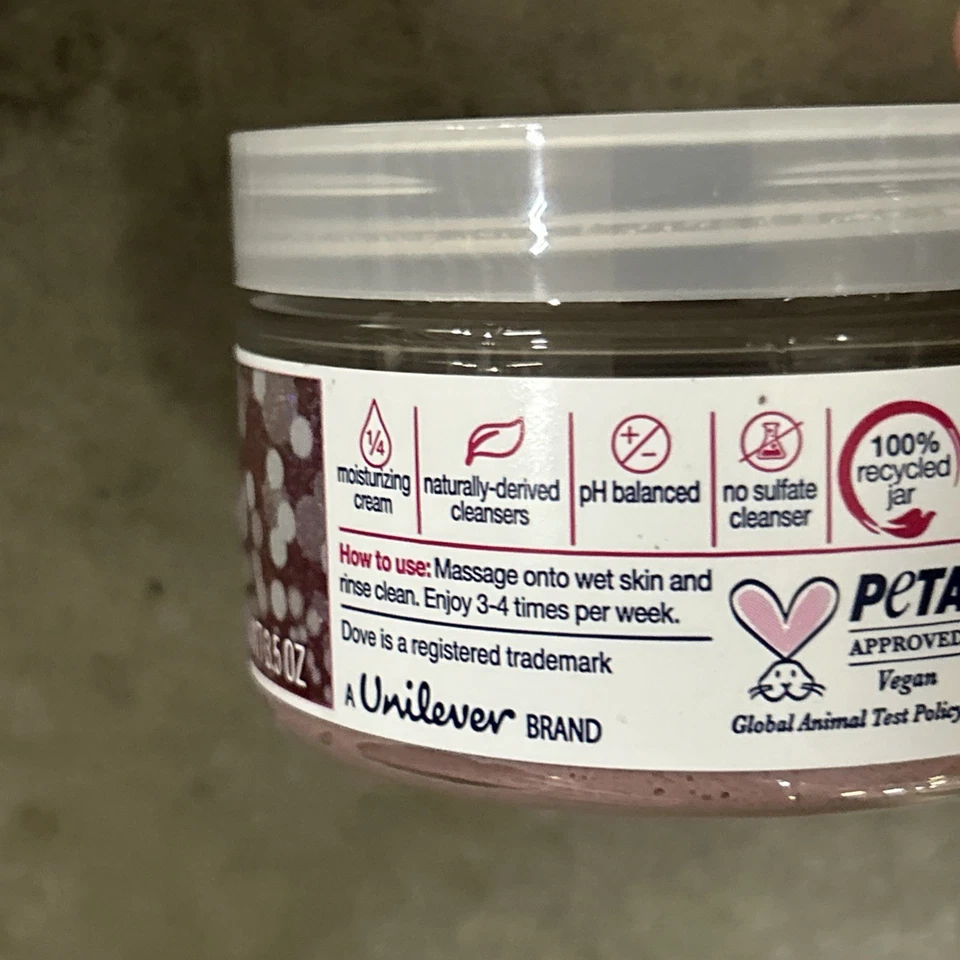 1/4
moisturizing
cream
naturally-derived
cleansers
pH balanced
no sulfate
cleanser
100%
recycled
jar
How to use: Massage onto wet skin and
rinse clean. Enjoy 3-4 times per week.
Dove is a registered trademark
A Unilever BRAND
PETA
APPROVED
Vegan
Global Animal Test Policy
OZ